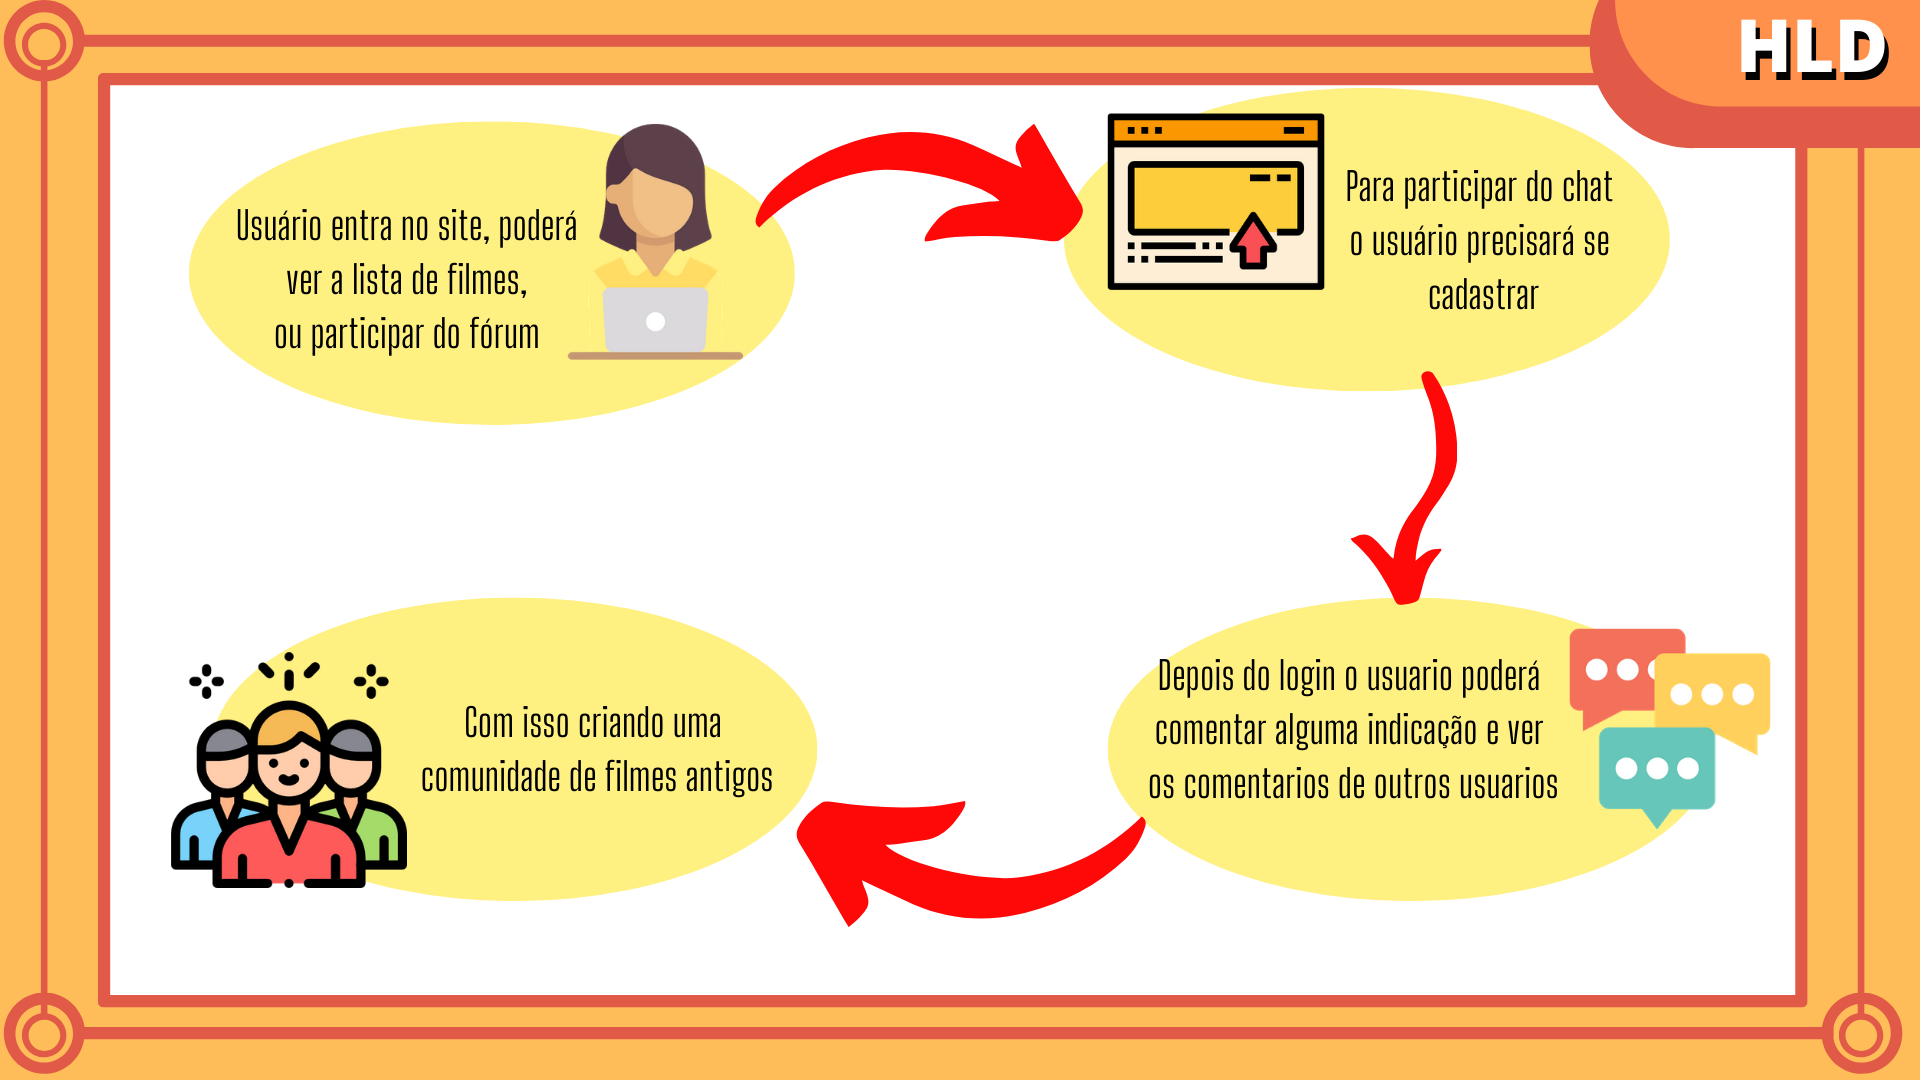 HLD
Usuário entra no site, poderá
ver a lista de filmes,
ou participar do fórum
Para participar do chat
o usuário precisará se
cadastrar
Depois do login o usuario poderá
comentar alguma indicação e ver
os comentarios de outros usuarios
Com isso criando uma
comunidade de filmes antigos